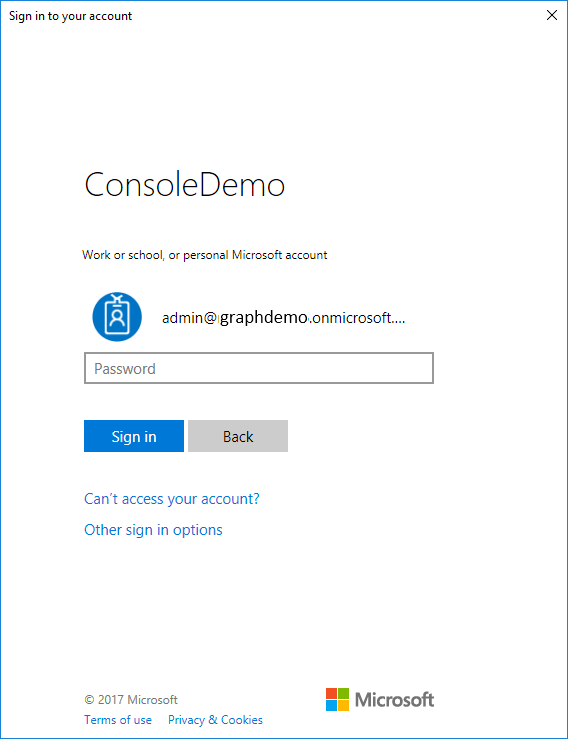 Sign in to your account
ConsoleDemo
Work or school, or personal Microsoft account
admin@graphdemo.onmicrosoft....
Password
Sign in Back
Can't access your account?
Other sign in options
© 2017 Microsoft
Microsoft
Terms of use Privacy & Cookies